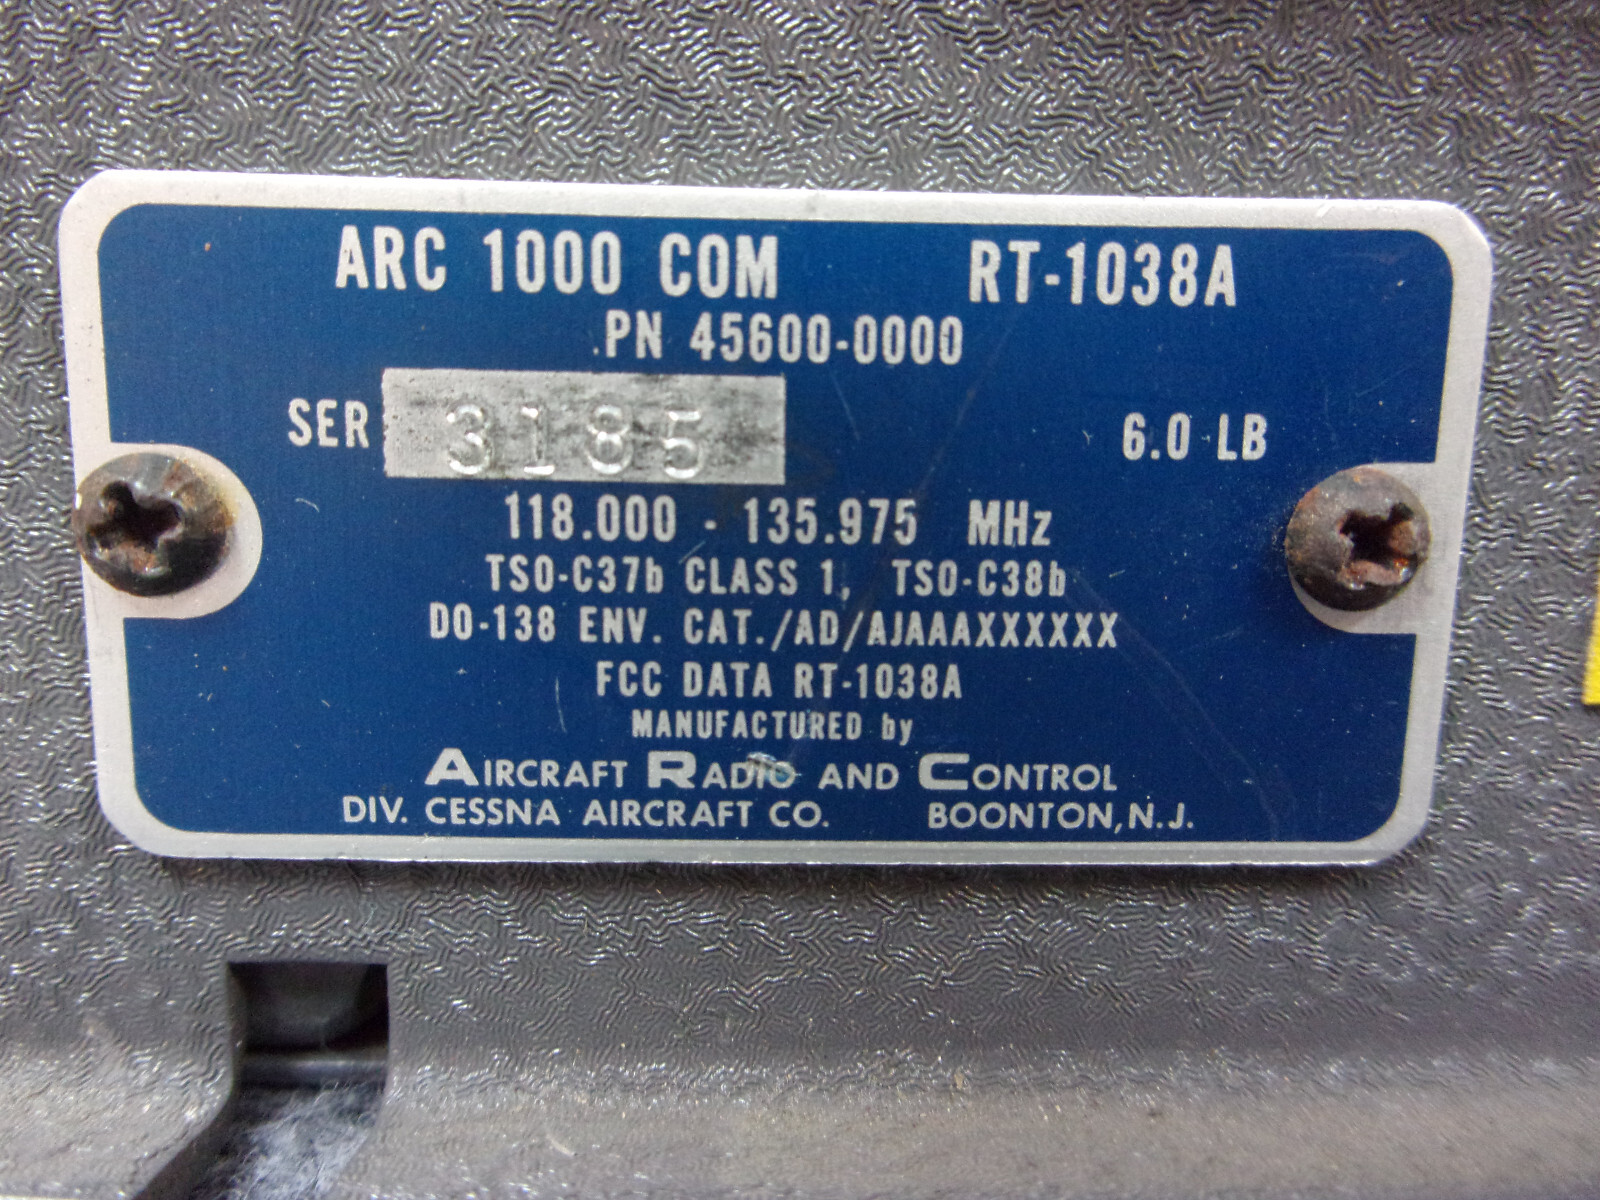 ARC 1000 COM RT-1038A
PN 45600-0000
SER 3185 6.0 LB
118.000 - 135.975 MHz
TSO-C37b CLASS 1, TSO-C38b
DO-138 ENV. CAT./AD/AJAAAXXXXXX
FCC DATA RT-1038A
MANUFACTURED by
AIRCRAFT RADIO AND CONTROL
DIV. CESSNA AIRCRAFT CO. BOONTON, N.J.